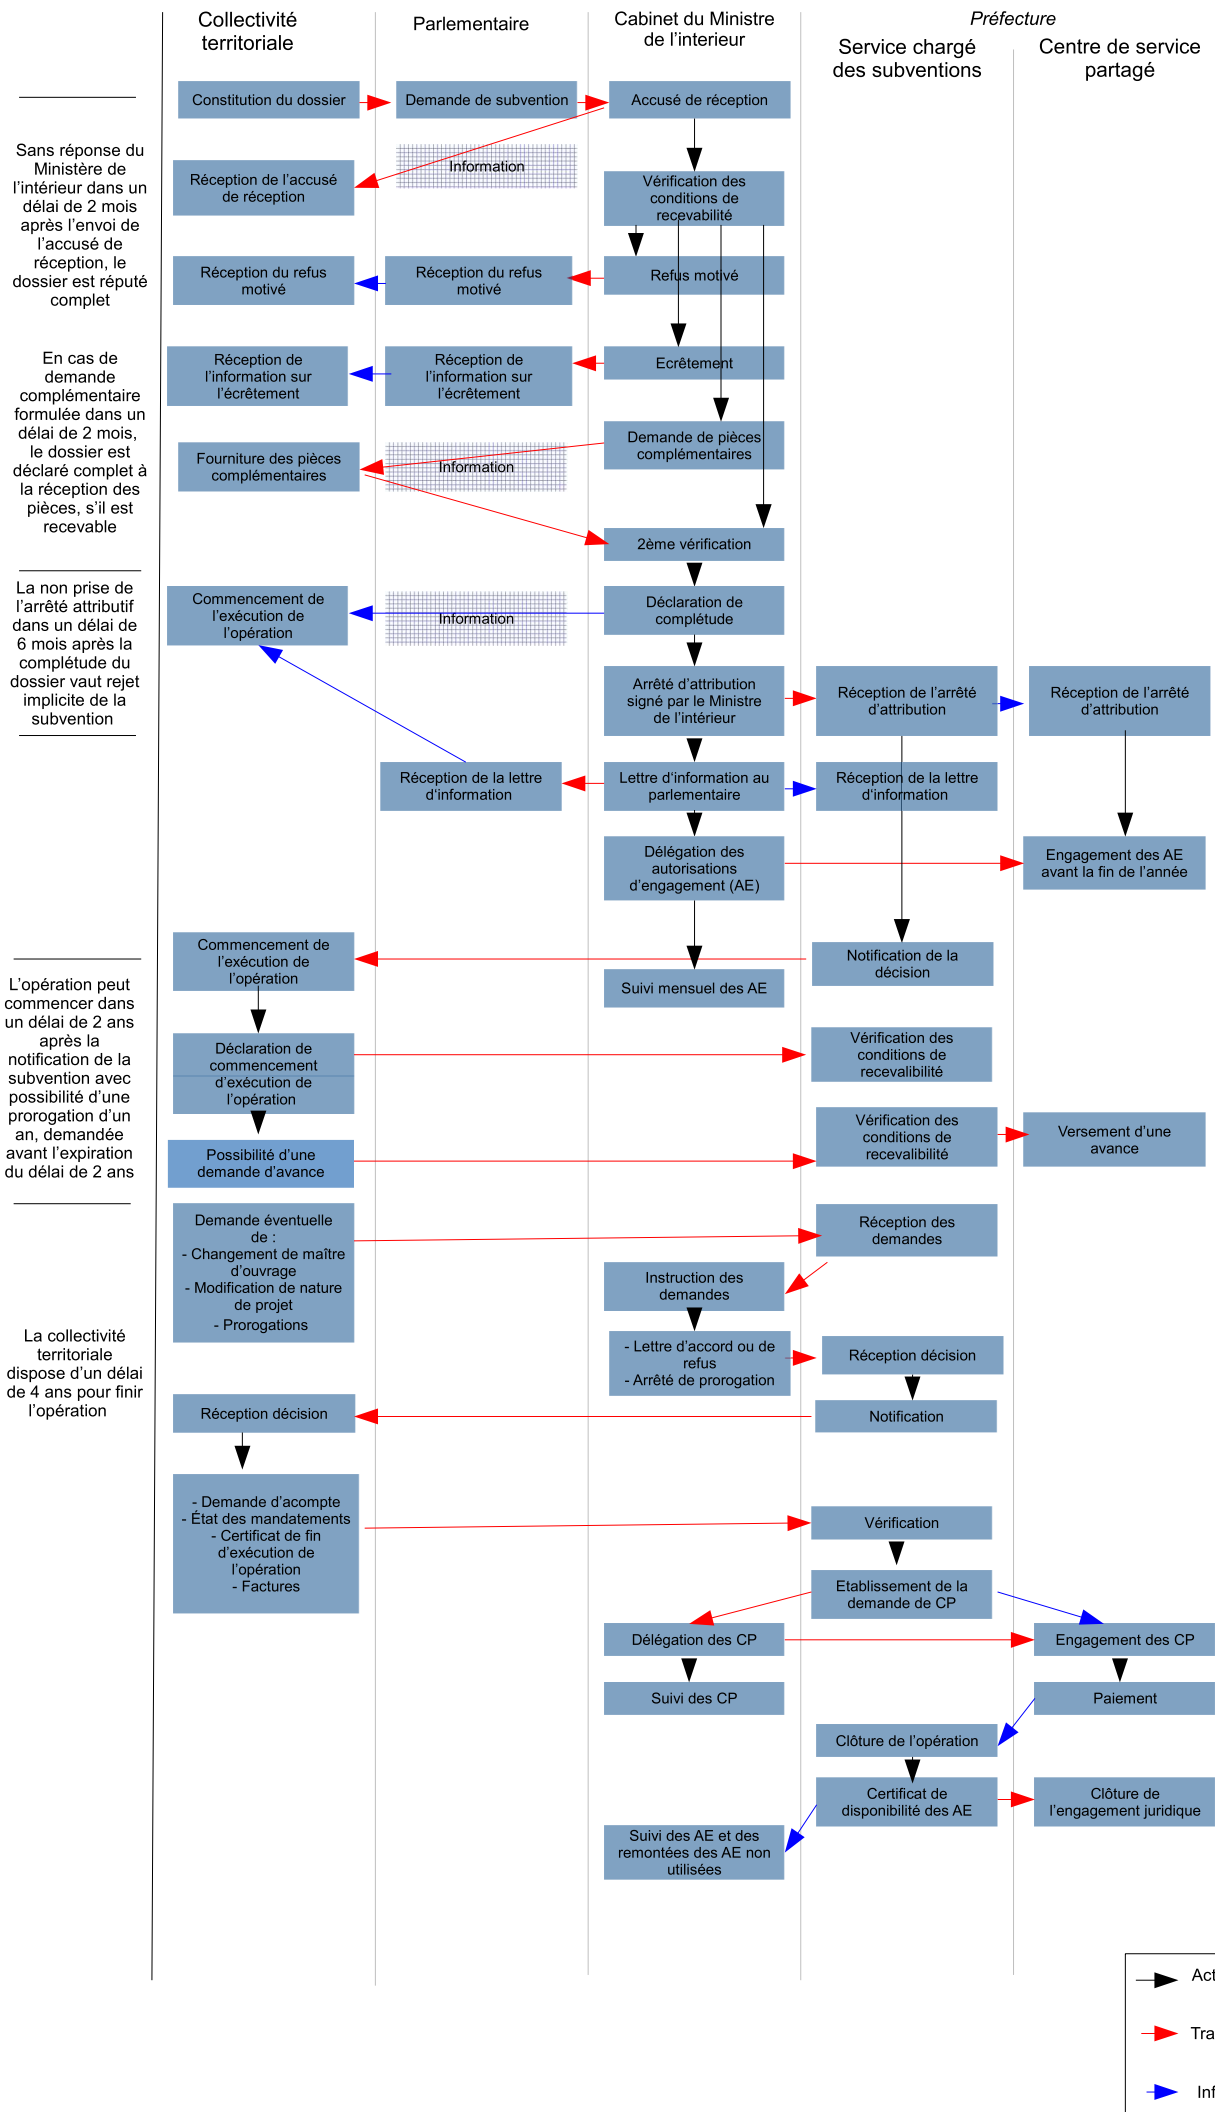 Collectivité
territoriale
Parlementaire
Cabinet du Ministre
de l'interieur
Préfecture
Service chargé
des subventions
Centre de service
partagé
Constitution du dossier
Demande de subvention
Accusé de réception
Sans réponse du
Ministère de
l'intérieur dans un
délai de 2 mois
après l'envoi de
l'accusé de
réception, le
dossier est réputé
complet
Information
Réception de l'accusé
de réception
Vérification des
conditions de
recevabilité
Réception du refus
motivé
Réception du refus
motivé
Refus motivé
En cas de
demande
complémentaire
formulée dans un
délai de 2 mois,
le dossier est
déclaré complet à
la réception des
pièces, s'il est
recevable
Réception de
l'information sur
l'écrêtement
Réception de
l'information sur
l'écrêtement
Ecrêtement
Fourniture des pièces
complémentaires
Information
Demande de pièces
complémentaires
2ème vérification
La non prise de
l'arrêté attributif
dans un délai de
6 mois après la
complétude du
dossier vaut rejet
implicite de la
subvention
Commencement de
l'exécution de
l'opération
Information
Déclaration de
complétude
Arrêté d'attribution
signé par le Ministre
de l'intérieur
Réception de l'arrêté
d'attribution
Réception de l'arrêté
d'attribution
Réception de la lettre
d‘information
Lettre d‘information au
parlementaire
Réception de la lettre
d‘information
Délégation des
autorisations
d'engagement (AE)
Engagement des AE
avant la fin de l'année
Commencement de
l'exécution de
l'opération
Notification de la
décision
Suivi mensuel des AE
L'opération peut
commencer dans
un délai de 2 ans
après la
notification de la
subvention avec
possibilité d'une
prorogation d'un
an, demandée
avant l'expiration
du délai de 2 ans
Déclaration de
commencement
d'exécution de
l'opération
Vérification des
conditions de
recevalibilité
Possibilité d'une
demande d'avance
Vérification des
conditions de
recevalibilité
Versement d'une
avance
Demande éventuelle
de :
- Changement de maître
d'ouvrage
- Modification de nature
de projet
- Prorogations
Réception des
demandes
Instruction des
demandes
La collectivité
territoriale
dispose d'un délai
de 4 ans pour finir
l'opération
- Lettre d'accord ou de
refus
- Arrêté de prorogation
Réception décision
Réception décision
Notification
- Demande d'acompte
- État des mandatements
- Certificat de fin
d'exécution de
l'opération
- Factures
Vérification
Etablissement de la
demande de CP
Délégation des CP
Engagement des CP
Suivi des CP
Paiement
Clôture de l'opération
Certificat de
disponibilité des AE
Clôture de
l'engagement juridique
Suivi des AE et des
remontées des AE non
utilisées
Act
Tra
Inf